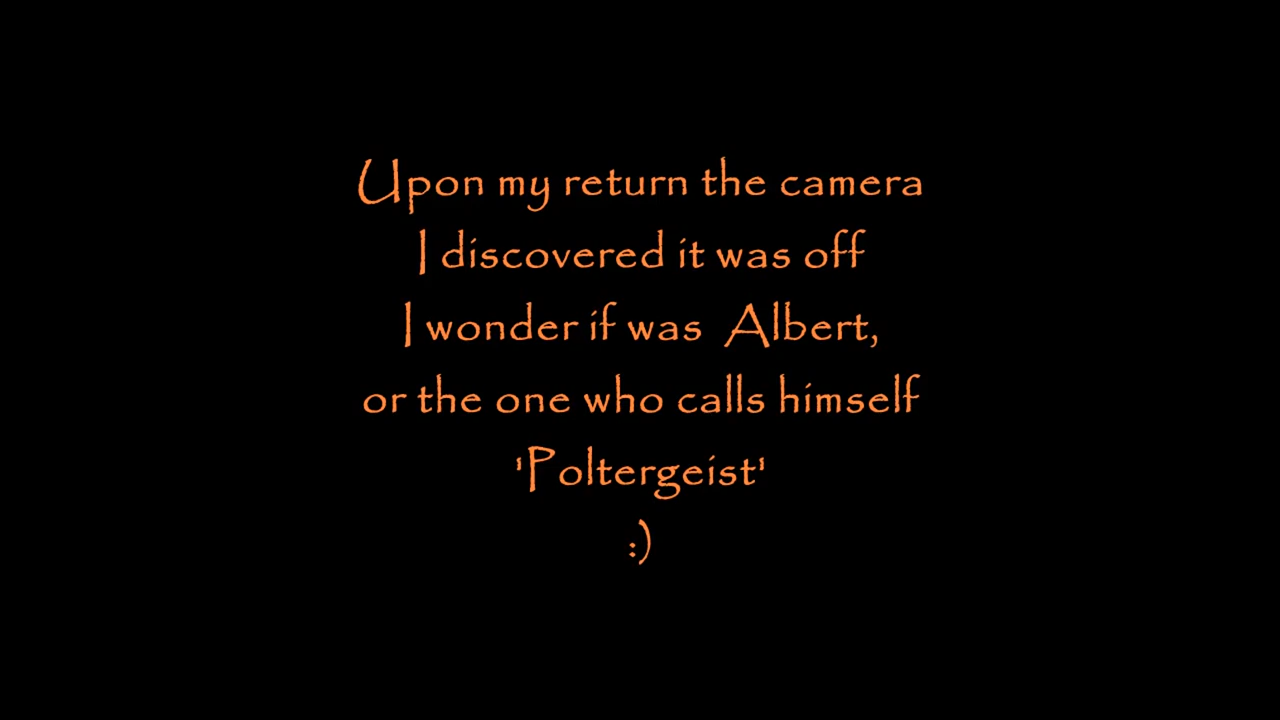 Upon my return the camera
I discovered it was off
I wonder if was  Albert,
or the one who calls himself
'Poltergeist'
:)